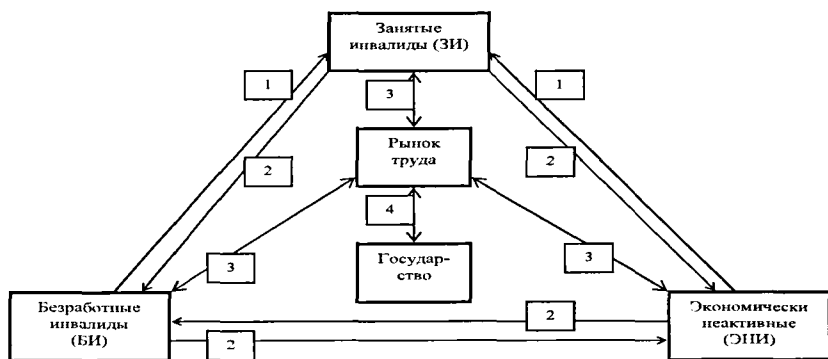 Занятые
инвалиды (ЗИ)
1
3
1
Рынок
труда
2
2
4
3
Государ-
ство
3
Безработные
инвалиды
(БИ)
2
2
Экономически
неактивные
(ЭНИ)